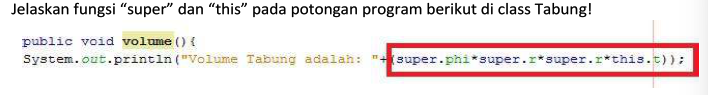 Jelaskan fungsi “super” dan “this” pada potongan program berikut di class Tabung!
public void volume(){
System.out.println("Volume Tabung adalah: "+(super.phi*super.r*super.r*this.t));